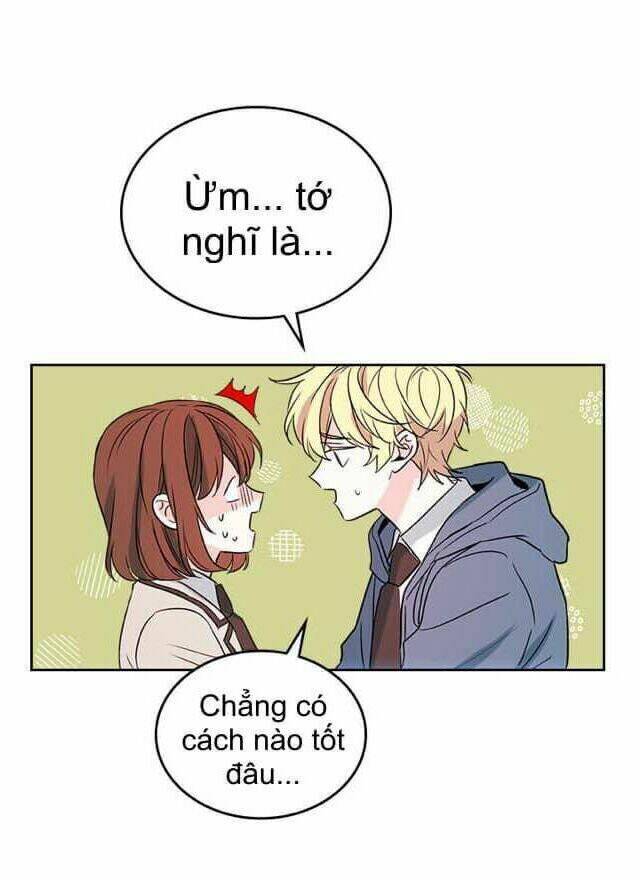 Ừm... tớ
nghĩ là...
Chẳng có
cách nào tốt
đâu...